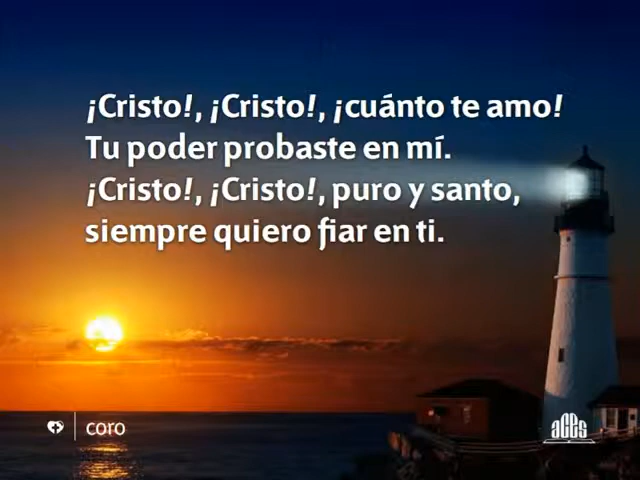 ¡Cristo!, ¡Cristo!, ¡cuánto te amo!
Tu poder probaste en mí.
¡Cristo!, ¡Cristo!, puro y santo,
siempre quiero fiar en ti.
coro
aces